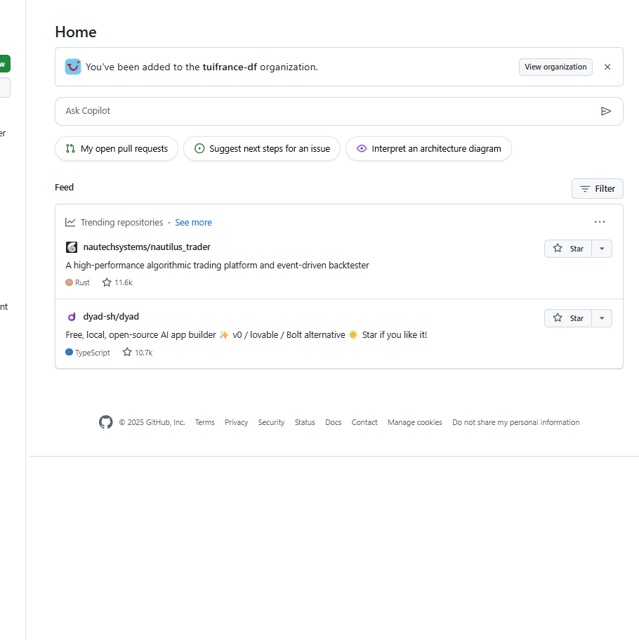 Home
You've been added to the tuifrance-df organization.
View organization
Ask Copilot
My open pull requests
Suggest next steps for an issue
Interpret an architecture diagram
Feed
Filter
Trending repositories · See more
nautechsystems/nautilus_trader
Star
A high-performance algorithmic trading platform and event-driven backtester
Rust 11.6k
dyad-sh/dyad
Star
Free, local, open-source AI app builder ✨ v0 / lovable / Bolt alternative 🌟 Star if you like it!
TypeScript 10.7k
© 2025 GitHub, Inc. Terms Privacy Security Status Docs Contact Manage cookies Do not share my personal information